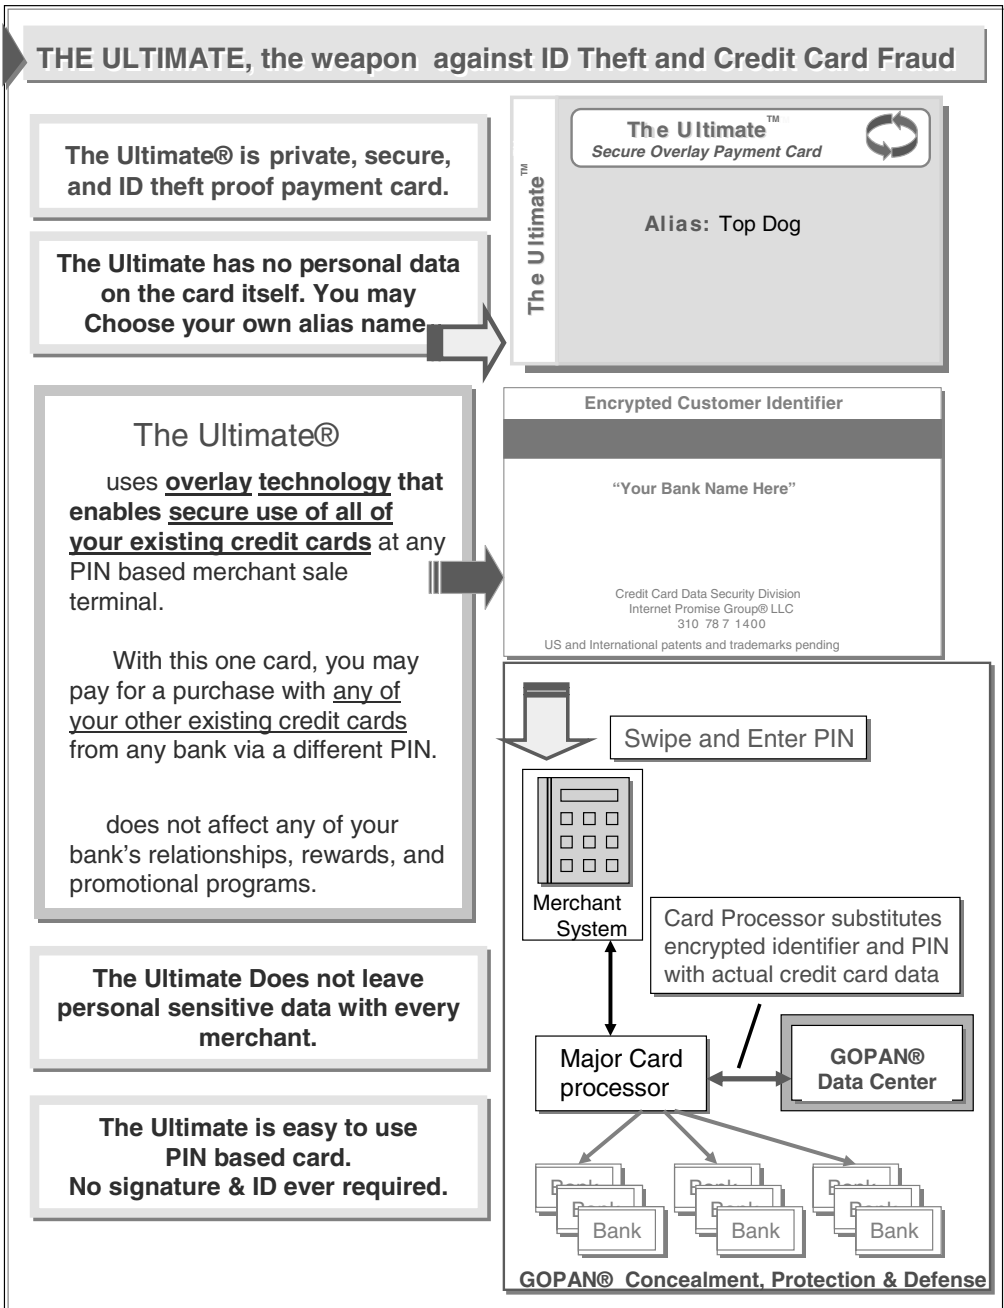 THE ULTIMATE, the weapon against ID Theft and Credit Card Fraud
The Ultimate® is private, secure,
and ID theft proof payment card.
The Ultimate has no personal data
on the card itself. You may
Choose your own alias name
The Ultimate™
The Ultimate™
Secure Overlay Payment Card
Alias: Top Dog
The Ultimate®
uses overlay technology that
enables secure use of all of
your existing credit cards at any
PIN based merchant sale
terminal.
With this one card, you may
pay for a purchase with any of
your other existing credit cards
from any bank via a different PIN.
does not affect any of your
bank's relationships, rewards, and
promotional programs.
Encrypted Customer Identifier
“Your Bank Name Here”
Credit Card Data Security Division
Internet Promise Group® LLC
310 78 7 1400
US and International patents and trademarks pending
The Ultimate Does not leave
personal sensitive data with every
merchant.
The Ultimate is easy to use
PIN based card.
No signature & ID ever required.
Swipe and Enter PIN
Merchant
System
Card Processor substitutes
encrypted identifier and PIN
with actual credit card data
Major Card
processor
GOPAN®
Data Center
Bank Bank Bank
Bank Bank Bank
Bank Bank Bank
GOPAN® Concealment, Protection & Defense